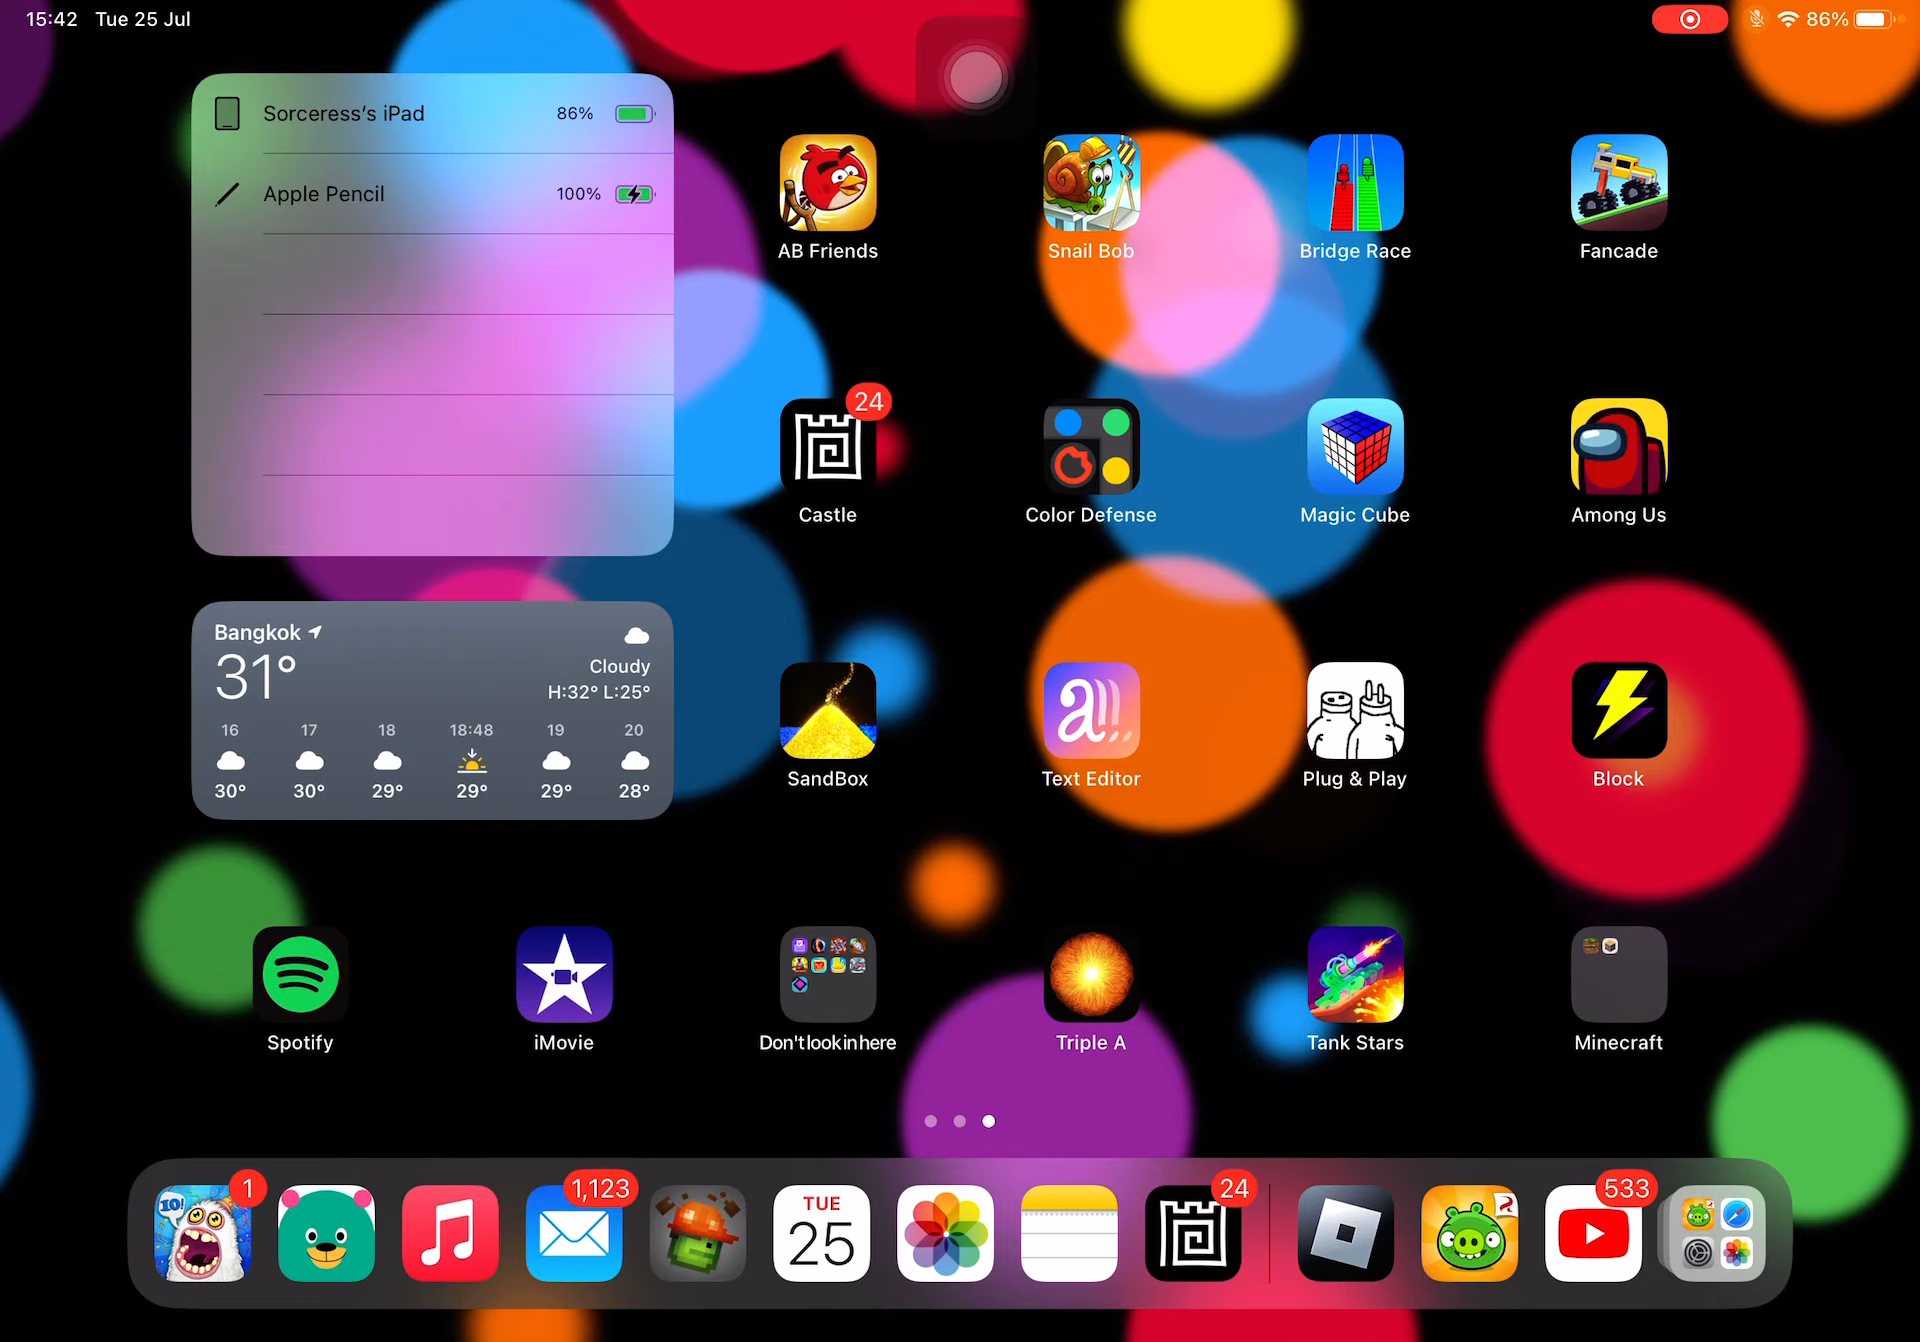 15:42 Tue 25 Jul
86%
Sorceress's iPad 86%
Apple Pencil 100%
AB Friends
Snail Bob
Bridge Race
Fancade
24
Castle
Color Defense
Magic Cube
Among Us
Bangkok
31°
Cloudy
H:32° L:25°
16 17 18 18:48 19 20
30° 30° 29° 29° 29° 28°
SandBox
Text Editor
Plug & Play
Block
Spotify
iMovie
Don'tlookinhere
Triple A
Tank Stars
Minecraft
10!
1
1,123
TUE
25
24
533